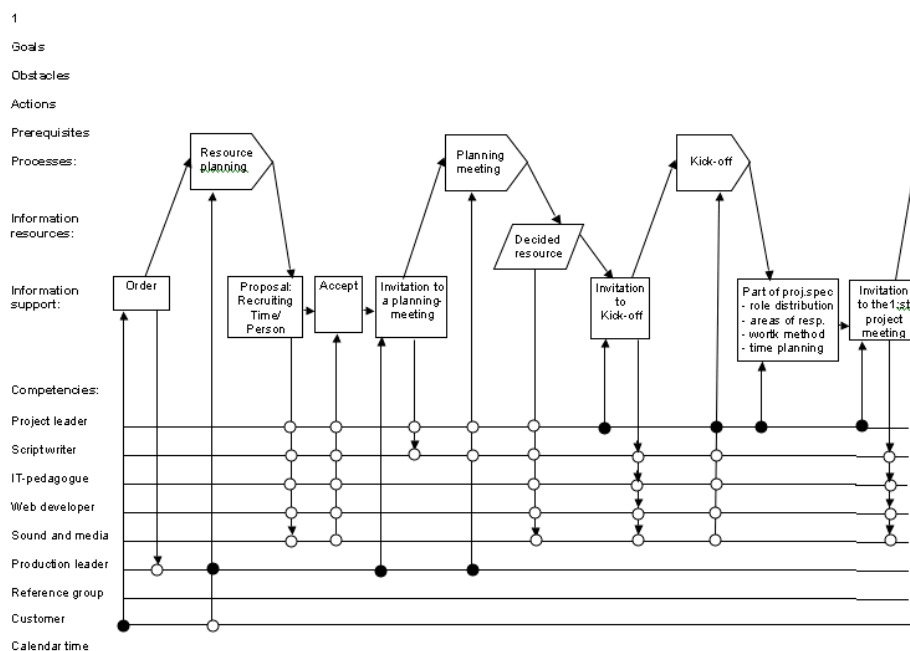 1
Goals
Obstacles
Actions
Prerequisites
Processes:
Resource
planning
Planning
meeting
Kick-off
Information
resources:
Decided
resource
Information
support:
Order
Proposal:
Recruiting
Time/
Person
Accept
Invitation to
a planning-
meeting
Invitation
to
Kick-off
Part of proj.spec
- role distribution
- areas of resp.
- wortk method
- time planning
Invitation
to the1:st
project
meeting
Competencies:
Project leader
Scriptwriter
IT-pedagogue
Web developer
Sound and media
Production leader
Reference group
Customer
Calendar time